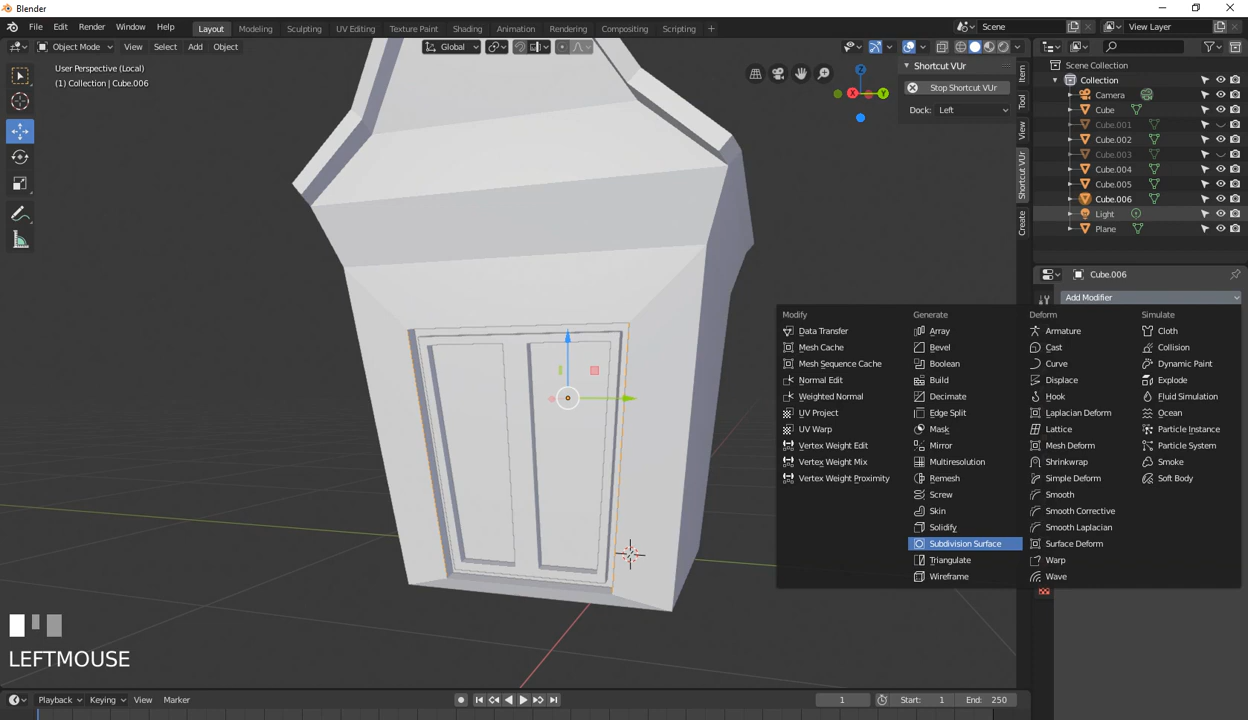 Blender
File Edit Render Window Help Layout Modeling Sculpting UV Editing Texture Paint Shading Animation Rendering Compositing Scripting + Scene View Layer
Object Mode View Select Add Object Global
User Perspective (Local)
(1) Collection | Cube.006
Shortcut VUr
Stop Shortcut VUr
Dock: Left
Item
Tool
View
Shortcut VUr
Create
X
Y
Z
Scene Collection
Collection
Camera
Cube
Cube.001
Cube.002
Cube.003
Cube.004
Cube.005
Cube.006
Light
Plane
Cube.006
Add Modifier
Modify
Data Transfer
Mesh Cache
Mesh Sequence Cache
Normal Edit
Weighted Normal
UV Project
UV Warp
Vertex Weight Edit
Vertex Weight Mix
Vertex Weight Proximity
Generate
Array
Bevel
Boolean
Build
Decimate
Edge Split
Mask
Mirror
Multiresolution
Remesh
Screw
Skin
Solidify
Subdivision Surface
Triangulate
Wireframe
Deform
Armature
Cast
Curve
Displace
Hook
Laplacian Deform
Lattice
Mesh Deform
Shrinkwrap
Simple Deform
Smooth
Smooth Corrective
Smooth Laplacian
Surface Deform
Warp
Wave
Simulate
Cloth
Collision
Dynamic Paint
Explode
Fluid Simulation
Ocean
Particle Instance
Particle System
Smoke
Soft Body
LEFTMOUSE
Playback Keying View Marker 1 Start: 1 End: 250